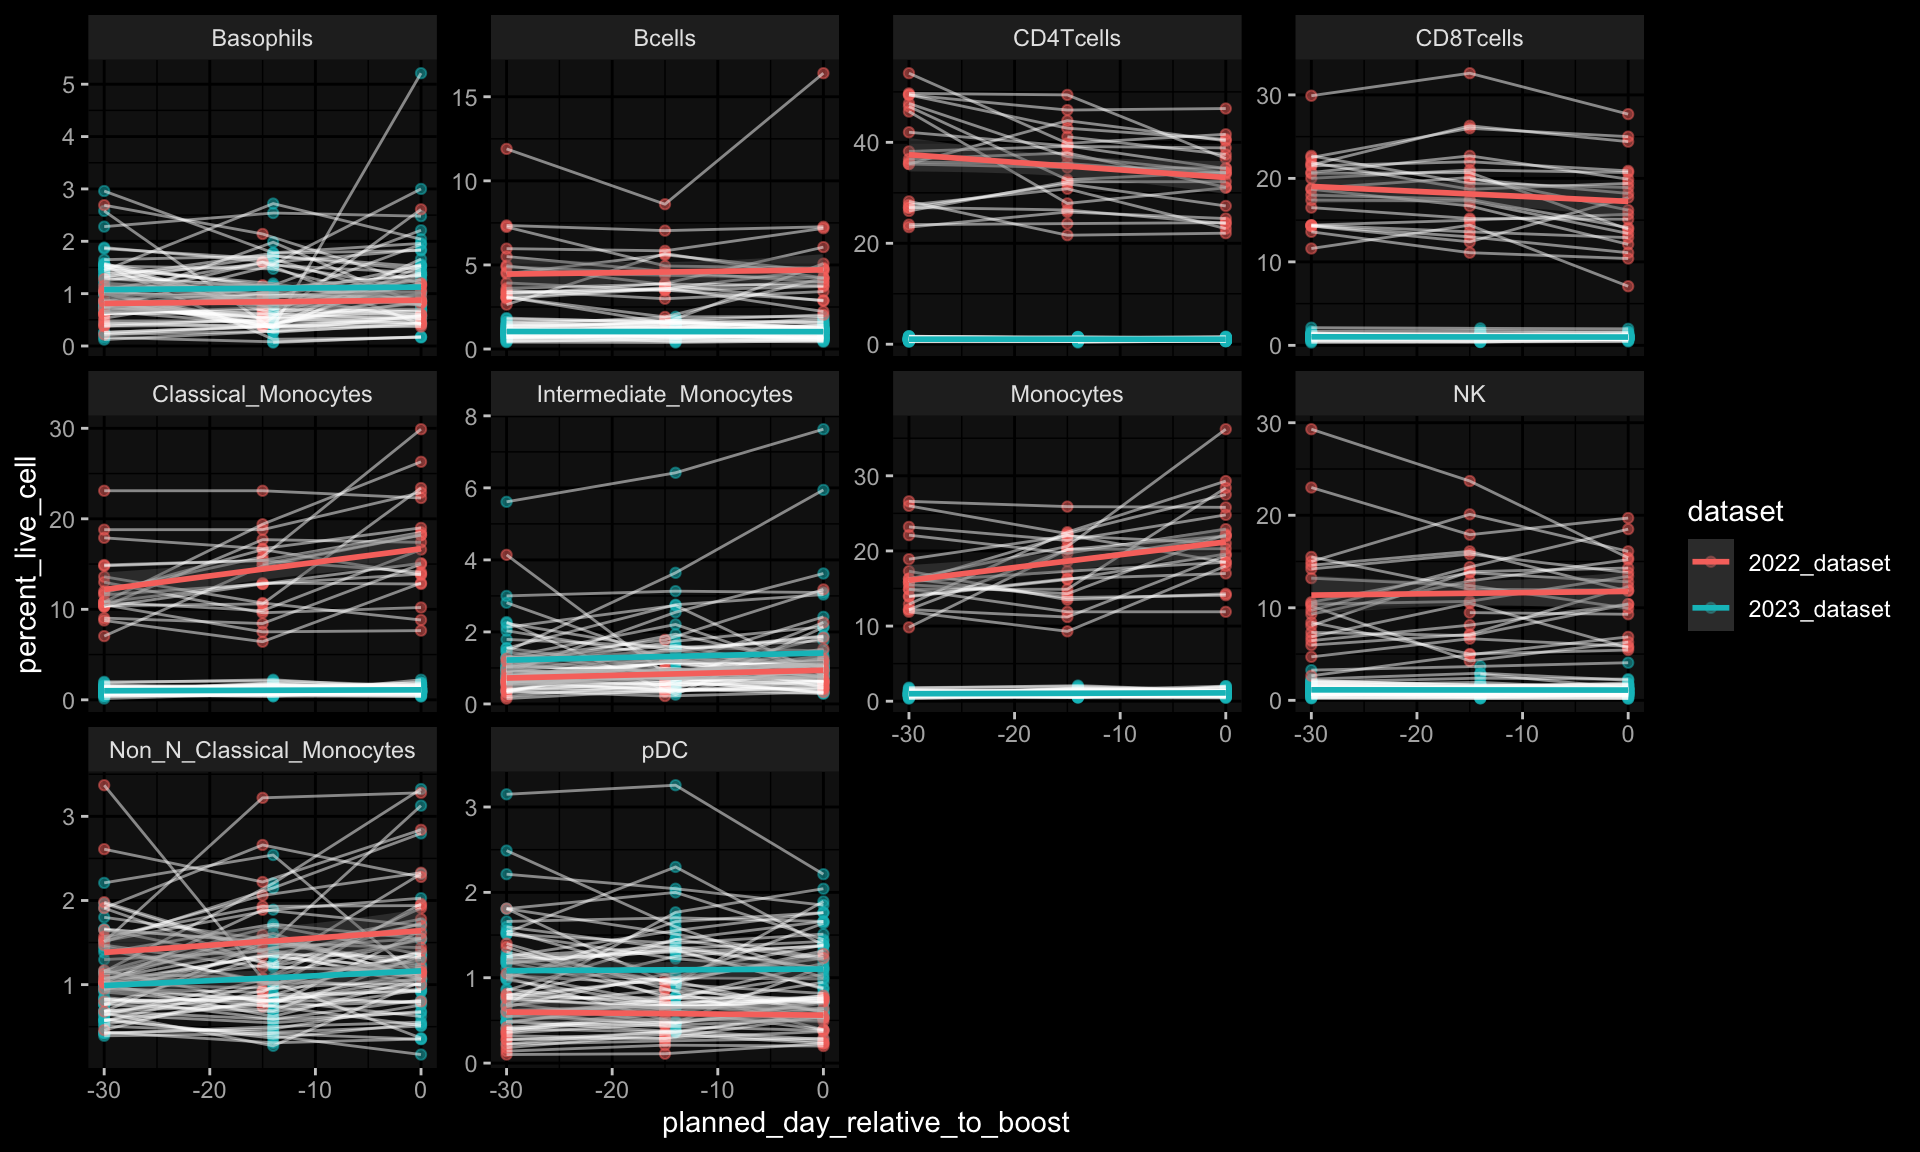 Basophils
Bcells
CD4Tcells
CD8Tcells
5
4
3
2
1
0
15
10
5
0
40
20
0
30
20
10
0
Classical_Monocytes
Intermediate_Monocytes
Monocytes
NK
30
20
10
0
8
6
4
2
0
30
20
10
0
30
20
10
0
-30 -20 -10 0
-30 -20 -10 0
Non_N_Classical_Monocytes
pDC
3
2
1
3
2
1
0
-30 -20 -10 0
-30 -20 -10 0
planned_day_relative_to_boost
percent_live_cell
dataset
2022_dataset
2023_dataset